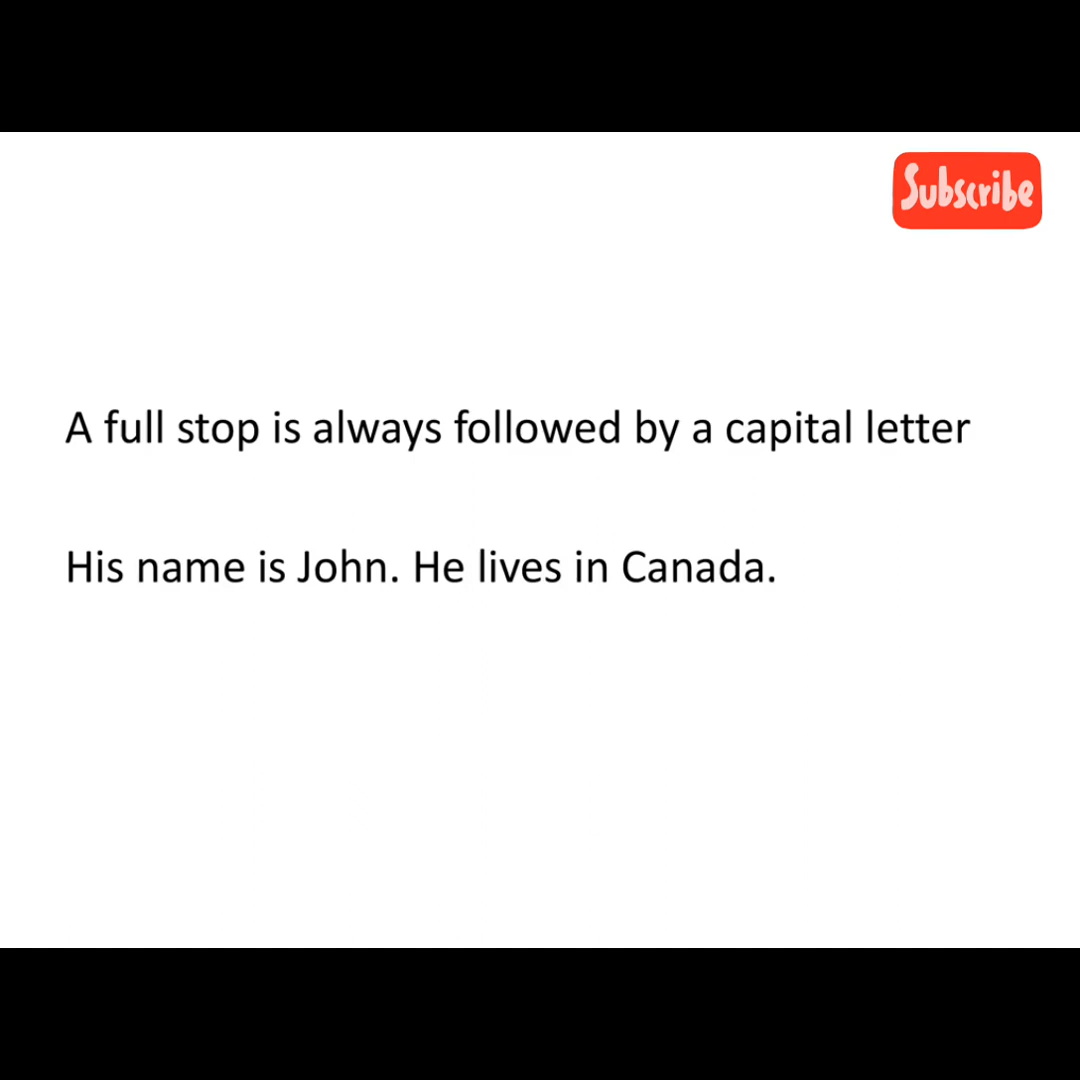 Subscribe
A full stop is always followed by a capital letter
His name is John. He lives in Canada.